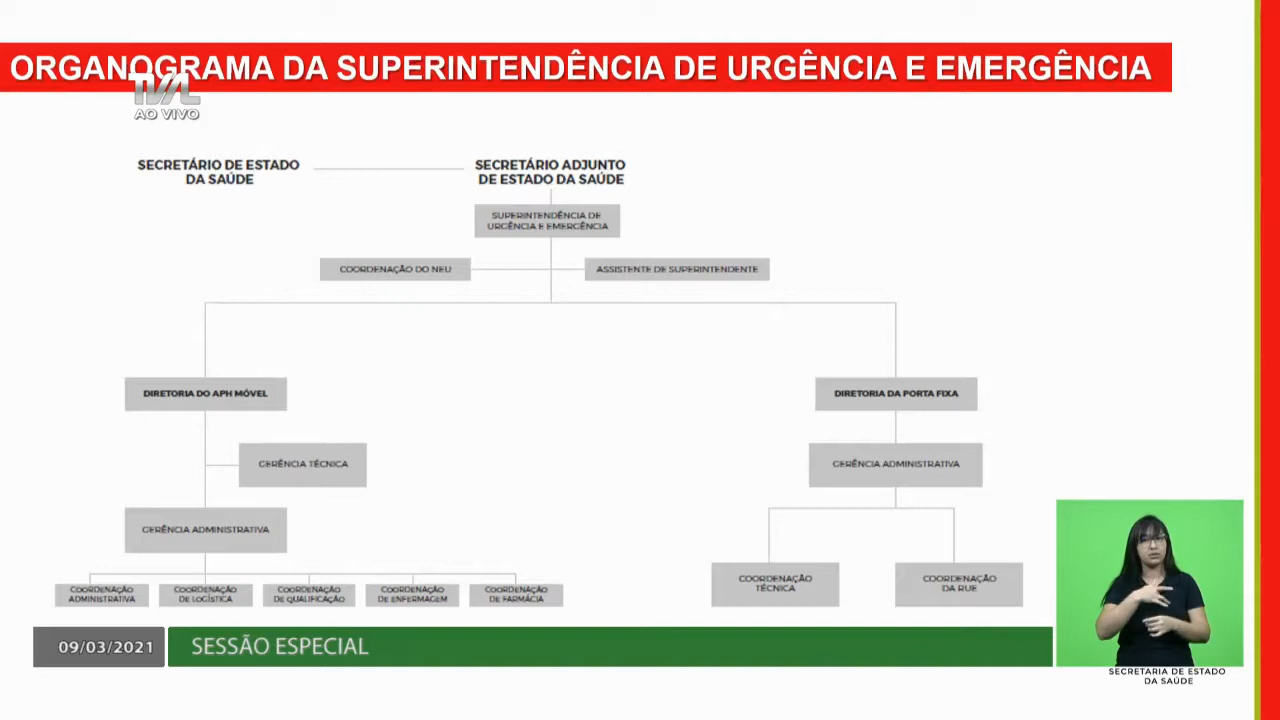 ORGANOGRAMA DA SUPERINTENDÊNCIA DE URGÊNCIA E EMERGÊNCIA
TVAL
AO VIVO
SECRETÁRIO DE ESTADO
DA SAÚDE
SECRETÁRIO ADJUNTO
DE ESTADO DA SAÚDE
SUPERINTENDÊNCIA DE
URGÊNCIA E EMERGÊNCIA
COORDENAÇÃO DO NEU
ASSISTENTE DE SUPERINTENDENTE
DIRETORIA DO APH MÓVEL
DIRETORIA DA PORTA FIXA
GERÊNCIA TÉCNICA
GERÊNCIA ADMINISTRATIVA
GERÊNCIA ADMINISTRATIVA
COORDENAÇÃO
ADMINISTRATIVA
COORDENAÇÃO
DE LOGÍSTICA
COORDENAÇÃO
DE QUALIFICAÇÃO
COORDENAÇÃO
DE ENFERMAGEM
COORDENAÇÃO
DE FARMÁCIA
COORDENAÇÃO
TÉCNICA
COORDENAÇÃO
DA RUE
09/03/2021
SESSÃO ESPECIAL
SECRETARIA DE ESTADO
DA SAÚDE